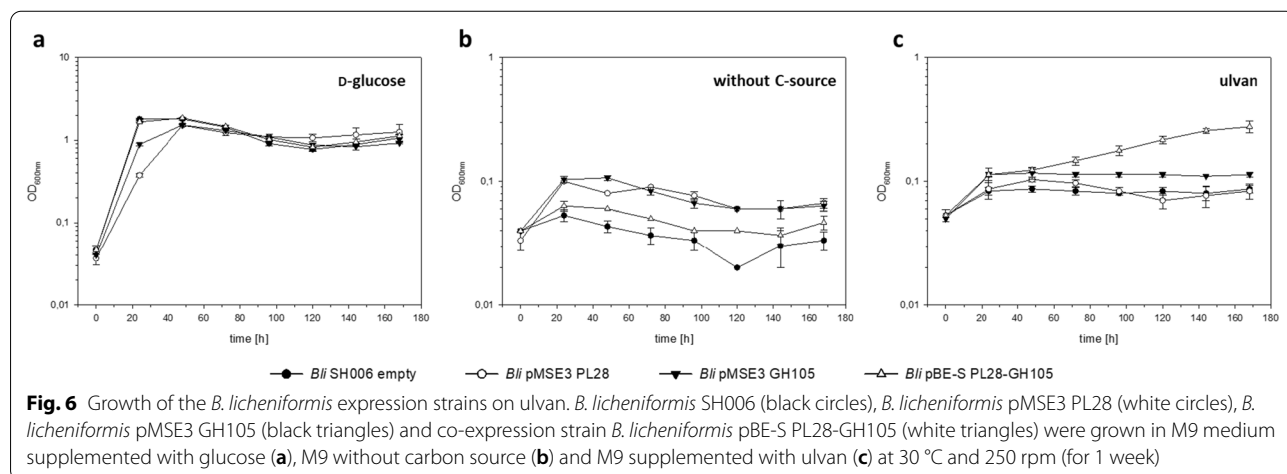 a
D-glucose
10
1
0,1
0,01
OD600nm
0 20 40 60 80 100 120 140 160 180
time [h]
b
without C-source
1
0,1
0,01
OD600nm
0 20 40 60 80 100 120 140 160 180
time [h]
c
ulvan
1
0,1
0,01
OD600nm
0 20 40 60 80 100 120 140 160 180
time [h]
Bli SH006 empty Bli pMSE3 PL28 Bli pMSE3 GH105 Bli pBE-S PL28-GH105
Fig. 6 Growth of the B. licheniformis expression strains on ulvan. B. licheniformis SH006 (black circles), B. licheniformis pMSE3 PL28 (white circles), B.
licheniformis pMSE3 GH105 (black triangles) and co-expression strain B. licheniformis pBE-S PL28-GH105 (white triangles) were grown in M9 medium
supplemented with glucose (a), M9 without carbon source (b) and M9 supplemented with ulvan (c) at 30 °C and 250 rpm (for 1 week)